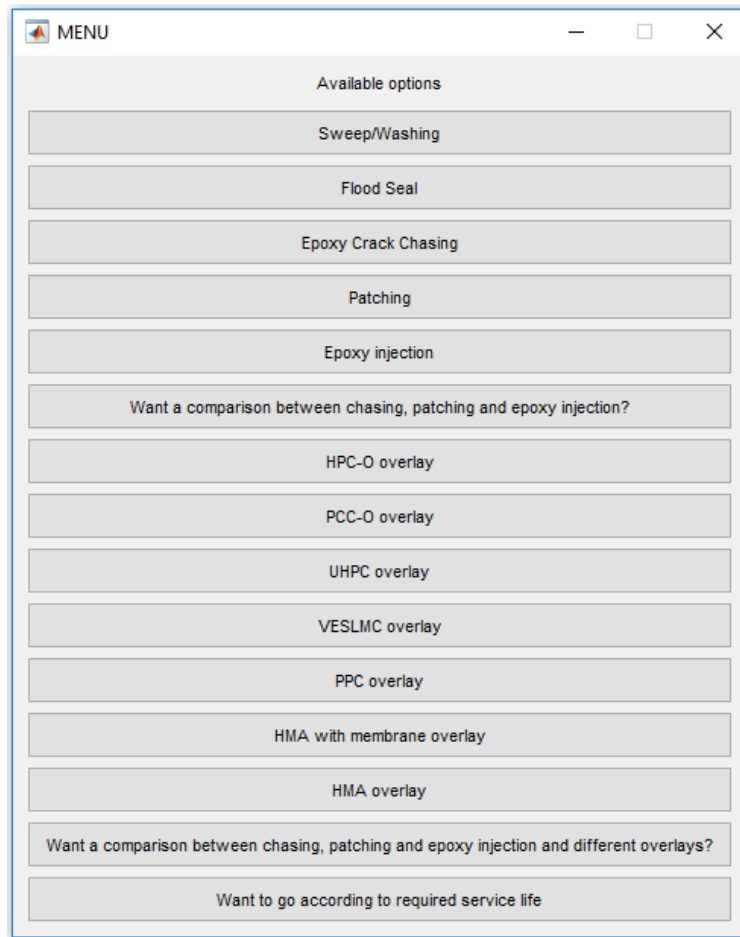 MENU
Available options
Sweep/Washing
Flood Seal
Epoxy Crack Chasing
Patching
Epoxy injection
Want a comparison between chasing, patching and epoxy injection?
HPC-O overlay
PCC-O overlay
UHPC overlay
VESLMC overlay
PPC overlay
HMA with membrane overlay
HMA overlay
Want a comparison between chasing, patching and epoxy injection and different overlays?
Want to go according to required service life